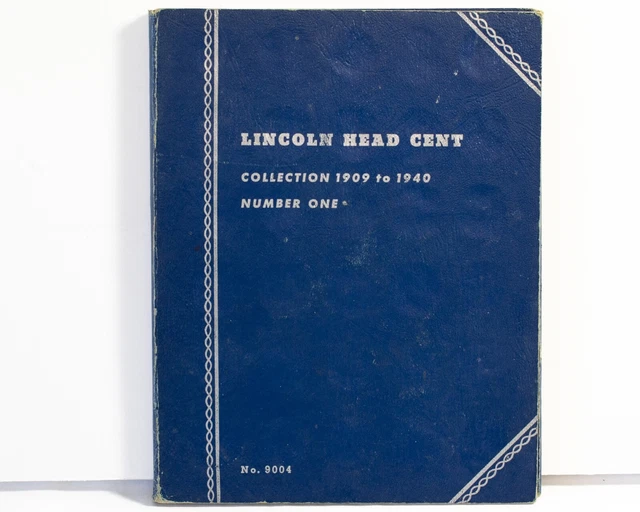 LINCOLN HEAD CENT
COLLECTION 1909 to 1940
NUMBER ONE
No. 9004